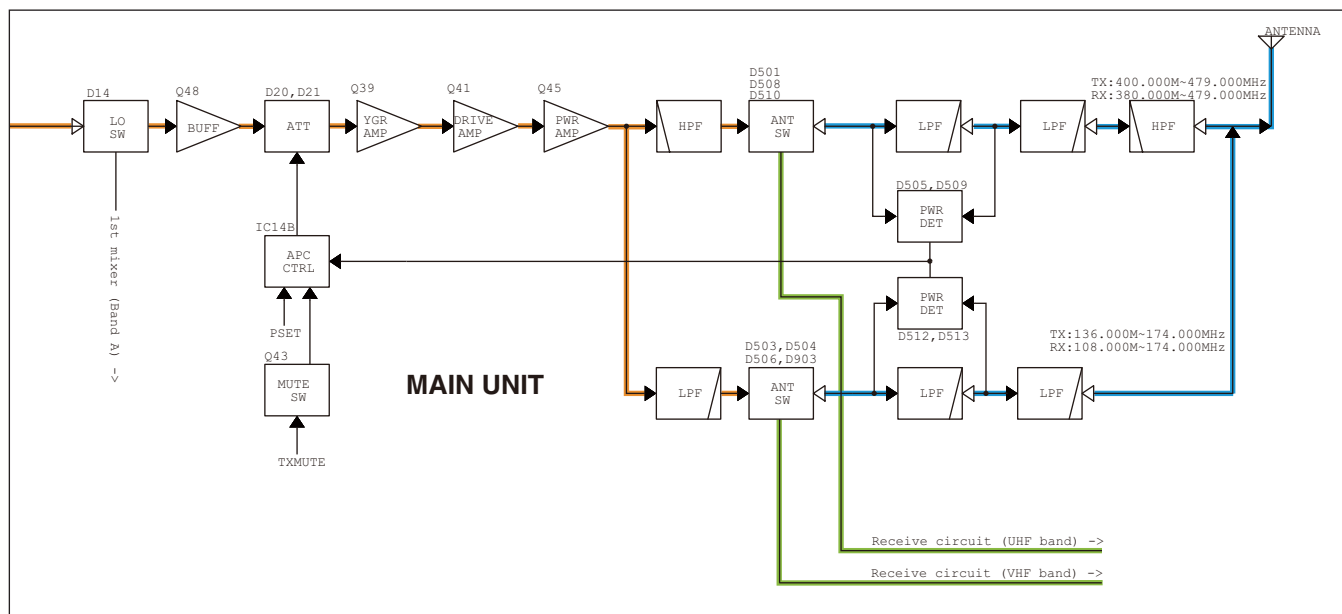 ANTENNA
D501
D508
D510
TX:400.000M~479.000MHz
RX:380.000M~479.000MHz
D14
Q48
D20,D21
Q39
Q41
Q45
LO
SW
BUFF
ATT
YGR
AMP
DRIVE
AMP
PWR
AMP
HPF
ANT
SW
LPF
LPF
HPF
D505,D509
PWR
DET
1st mixer (Band A) ->
IC14B
APC
CTRL
PWR
DET
PSET
D512,D513
TX:136.000M~174.000MHz
RX:108.000M~174.000MHz
Q43
MUTE
SW
MAIN UNIT
D503,D504
D506,D903
LPF
ANT
SW
LPF
LPF
TXMUTE
Receive circuit (UHF band) ->
Receive circuit (VHF band) ->